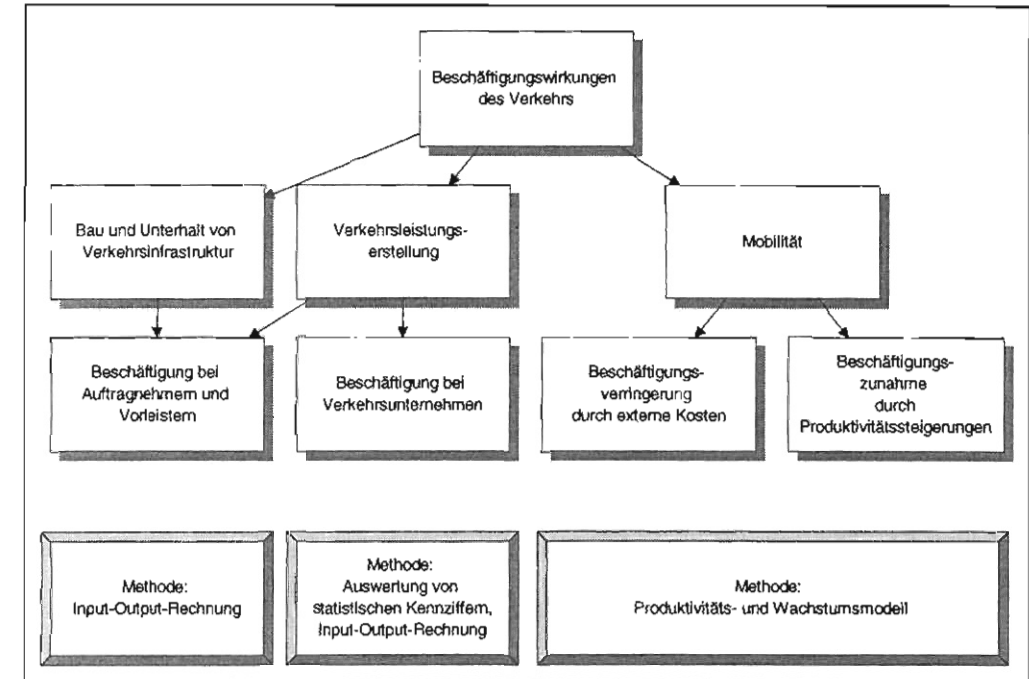 Beschäftigungswirkungen
des Verkehrs
Bau und Unterhalt von
Verkehrsinfrastruktur
Verkehrsleistungs-
erstellung
Mobilität
Beschäftigung bei
Auftragnehmern und
Vorleistern
Beschäftigung bei
Verkehrsunternehmen
Beschäftigungs-
verringerung
durch externe Kosten
Beschäftigungs-
zunahme
durch
Produktivitätssteigerungen
Methode:
Input-Output-Rechnung
Methode:
Auswertung von
statistischen Kennziffern,
Input-Output-Rechnung
Methode:
Produktivitäts- und Wachstumsmodell